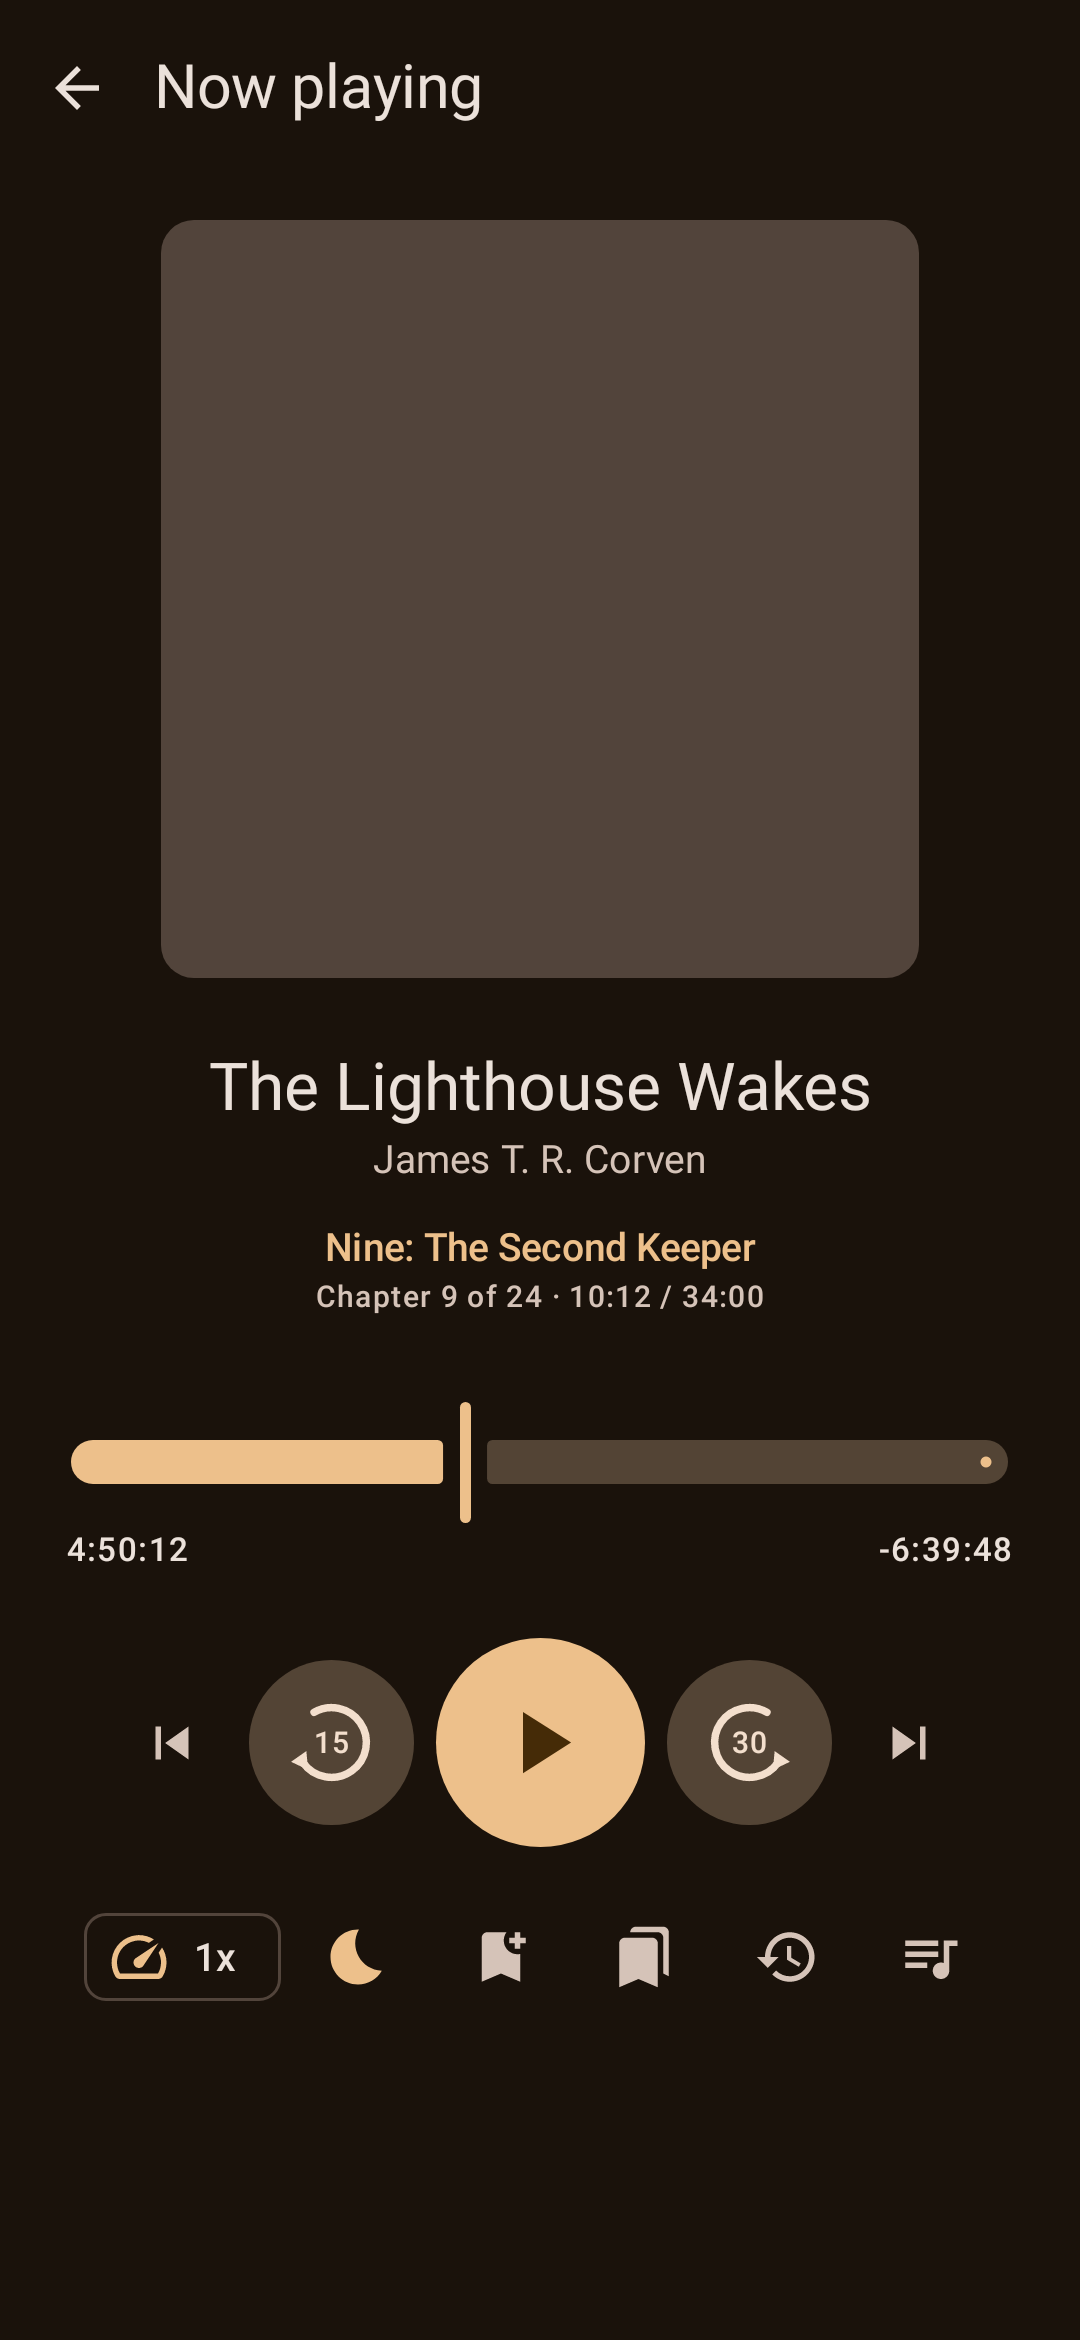 Now playing
The Lighthouse Wakes
James T. R. Corven
Nine: The Second Keeper
Chapter 9 of 24 · 10:12 / 34:00
4:50:12
-6:39:48
15
30
1x